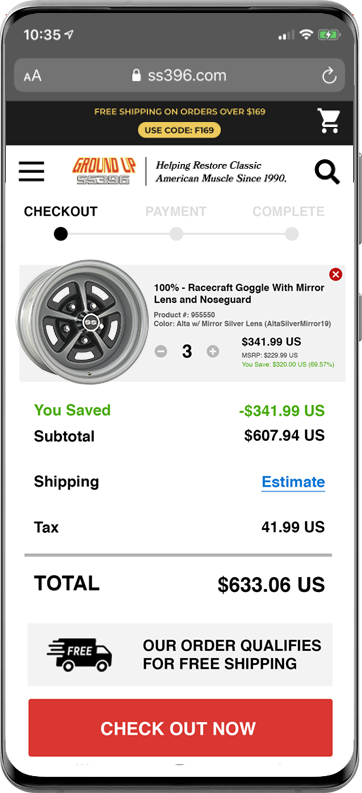 10:35
AA ss396.com
FREE SHIPPING ON ORDERS OVER $169
USE CODE: F169
GROUND UP
SS396
Helping Restore Classic
American Muscle Since 1990.
CHECKOUT PAYMENT COMPLETE
SS
100% - Racecraft Goggle With Mirror
Lens and Noseguard
Product #: 955550
Color: Alta w/ Mirror Silver Lens (AltaSilverMirror19)
3
$341.99 US
MSRP: $229.99 US
You Save: $320.00 US (69.57%)
You Saved -$341.99 US
Subtotal $607.94 US
Shipping Estimate
Tax 41.99 US
TOTAL $633.06 US
FREE
OUR ORDER QUALIFIES
FOR FREE SHIPPING
CHECK OUT NOW